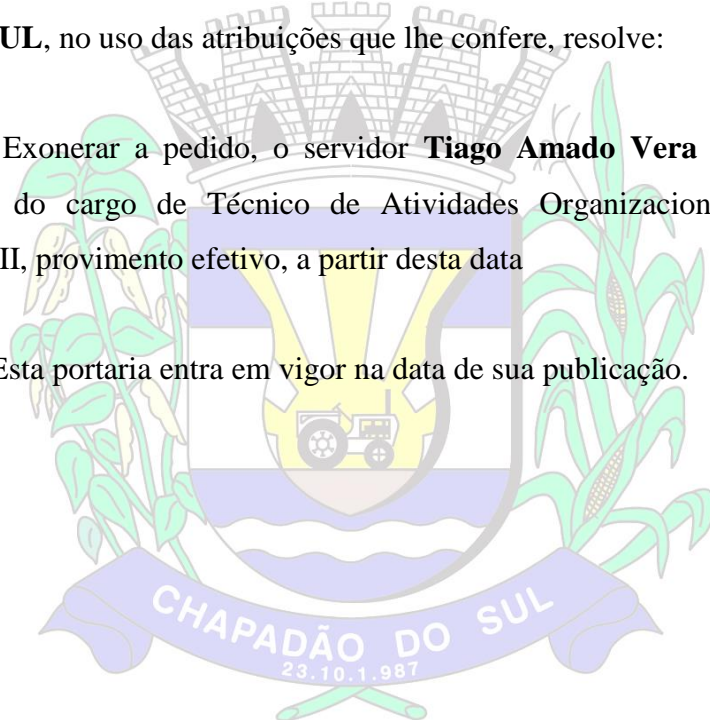 UL, no uso das atribuições que lhe confere, resolve:
Exonerar a pedido, o servidor Tiago Amado Vera
do cargo de Técnico de Atividades Organizacion
II, provimento efetivo, a partir desta data
Esta portaria entra em vigor na data de sua publicação.
CHAPADÃO DO SUL
23.10.1.987